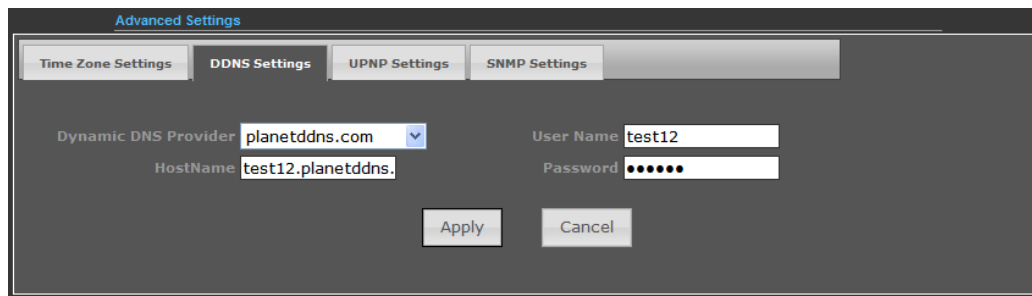 Advanced Settings
Time Zone Settings DDNS Settings UPNP Settings SNMP Settings
Dynamic DNS Provider planetddns.com User Name test12
HostName test12.planetddns. Password ●●●●●●
Apply Cancel